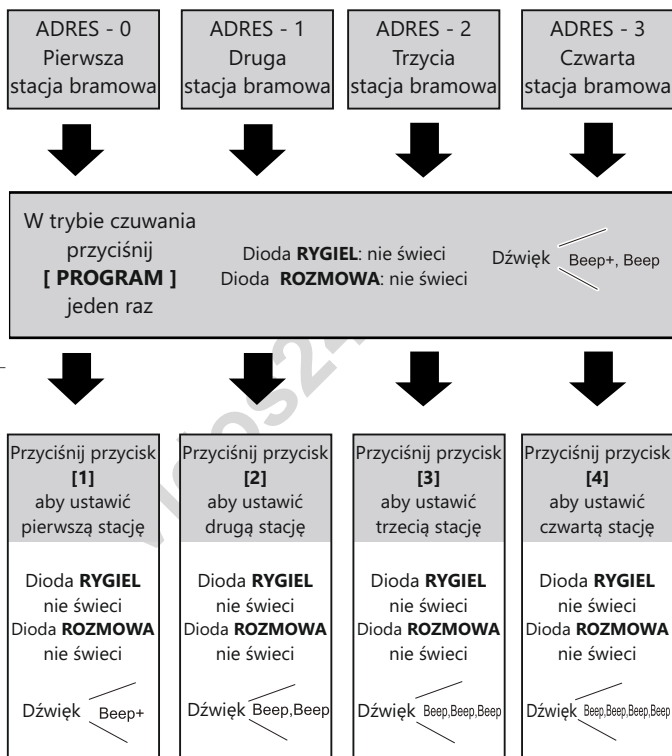 ADRES - 0
Pierwsza
stacja bramowa
ADRES - 1
Druga
stacja bramowa
ADRES - 2
Trzycia
stacja bramowa
ADRES - 3
Czwarta
stacja bramowa
W trybie czuwania
przyciśnij
[ PROGRAM ]
jeden raz
Dioda RYGIEL: nie świeci
Dioda ROZMOWA: nie świeci
Dźwięk Beep+, Beep
Przyciśnij przycisk
[1]
aby ustawić
pierwszą stację
Dioda RYGIEL
nie świeci
Dioda ROZMOWA
nie świeci
Dźwięk Beep+
Przyciśnij przycisk
[2]
aby ustawić
drugą stację
Dioda RYGIEL
nie świeci
Dioda ROZMOWA
nie świeci
Dźwięk Beep,Beep
Przyciśnij przycisk
[3]
aby ustawić
trzecią stację
Dioda RYGIEL
nie świeci
Dioda ROZMOWA
nie świeci
Dźwięk Beep,Beep,Beep
Przyciśnij przycisk
[4]
aby ustawić
czwartą stację
Dioda RYGIEL
nie świeci
Dioda ROZMOWA
nie świeci
Dźwięk Beep,Beep,Beep,Beep